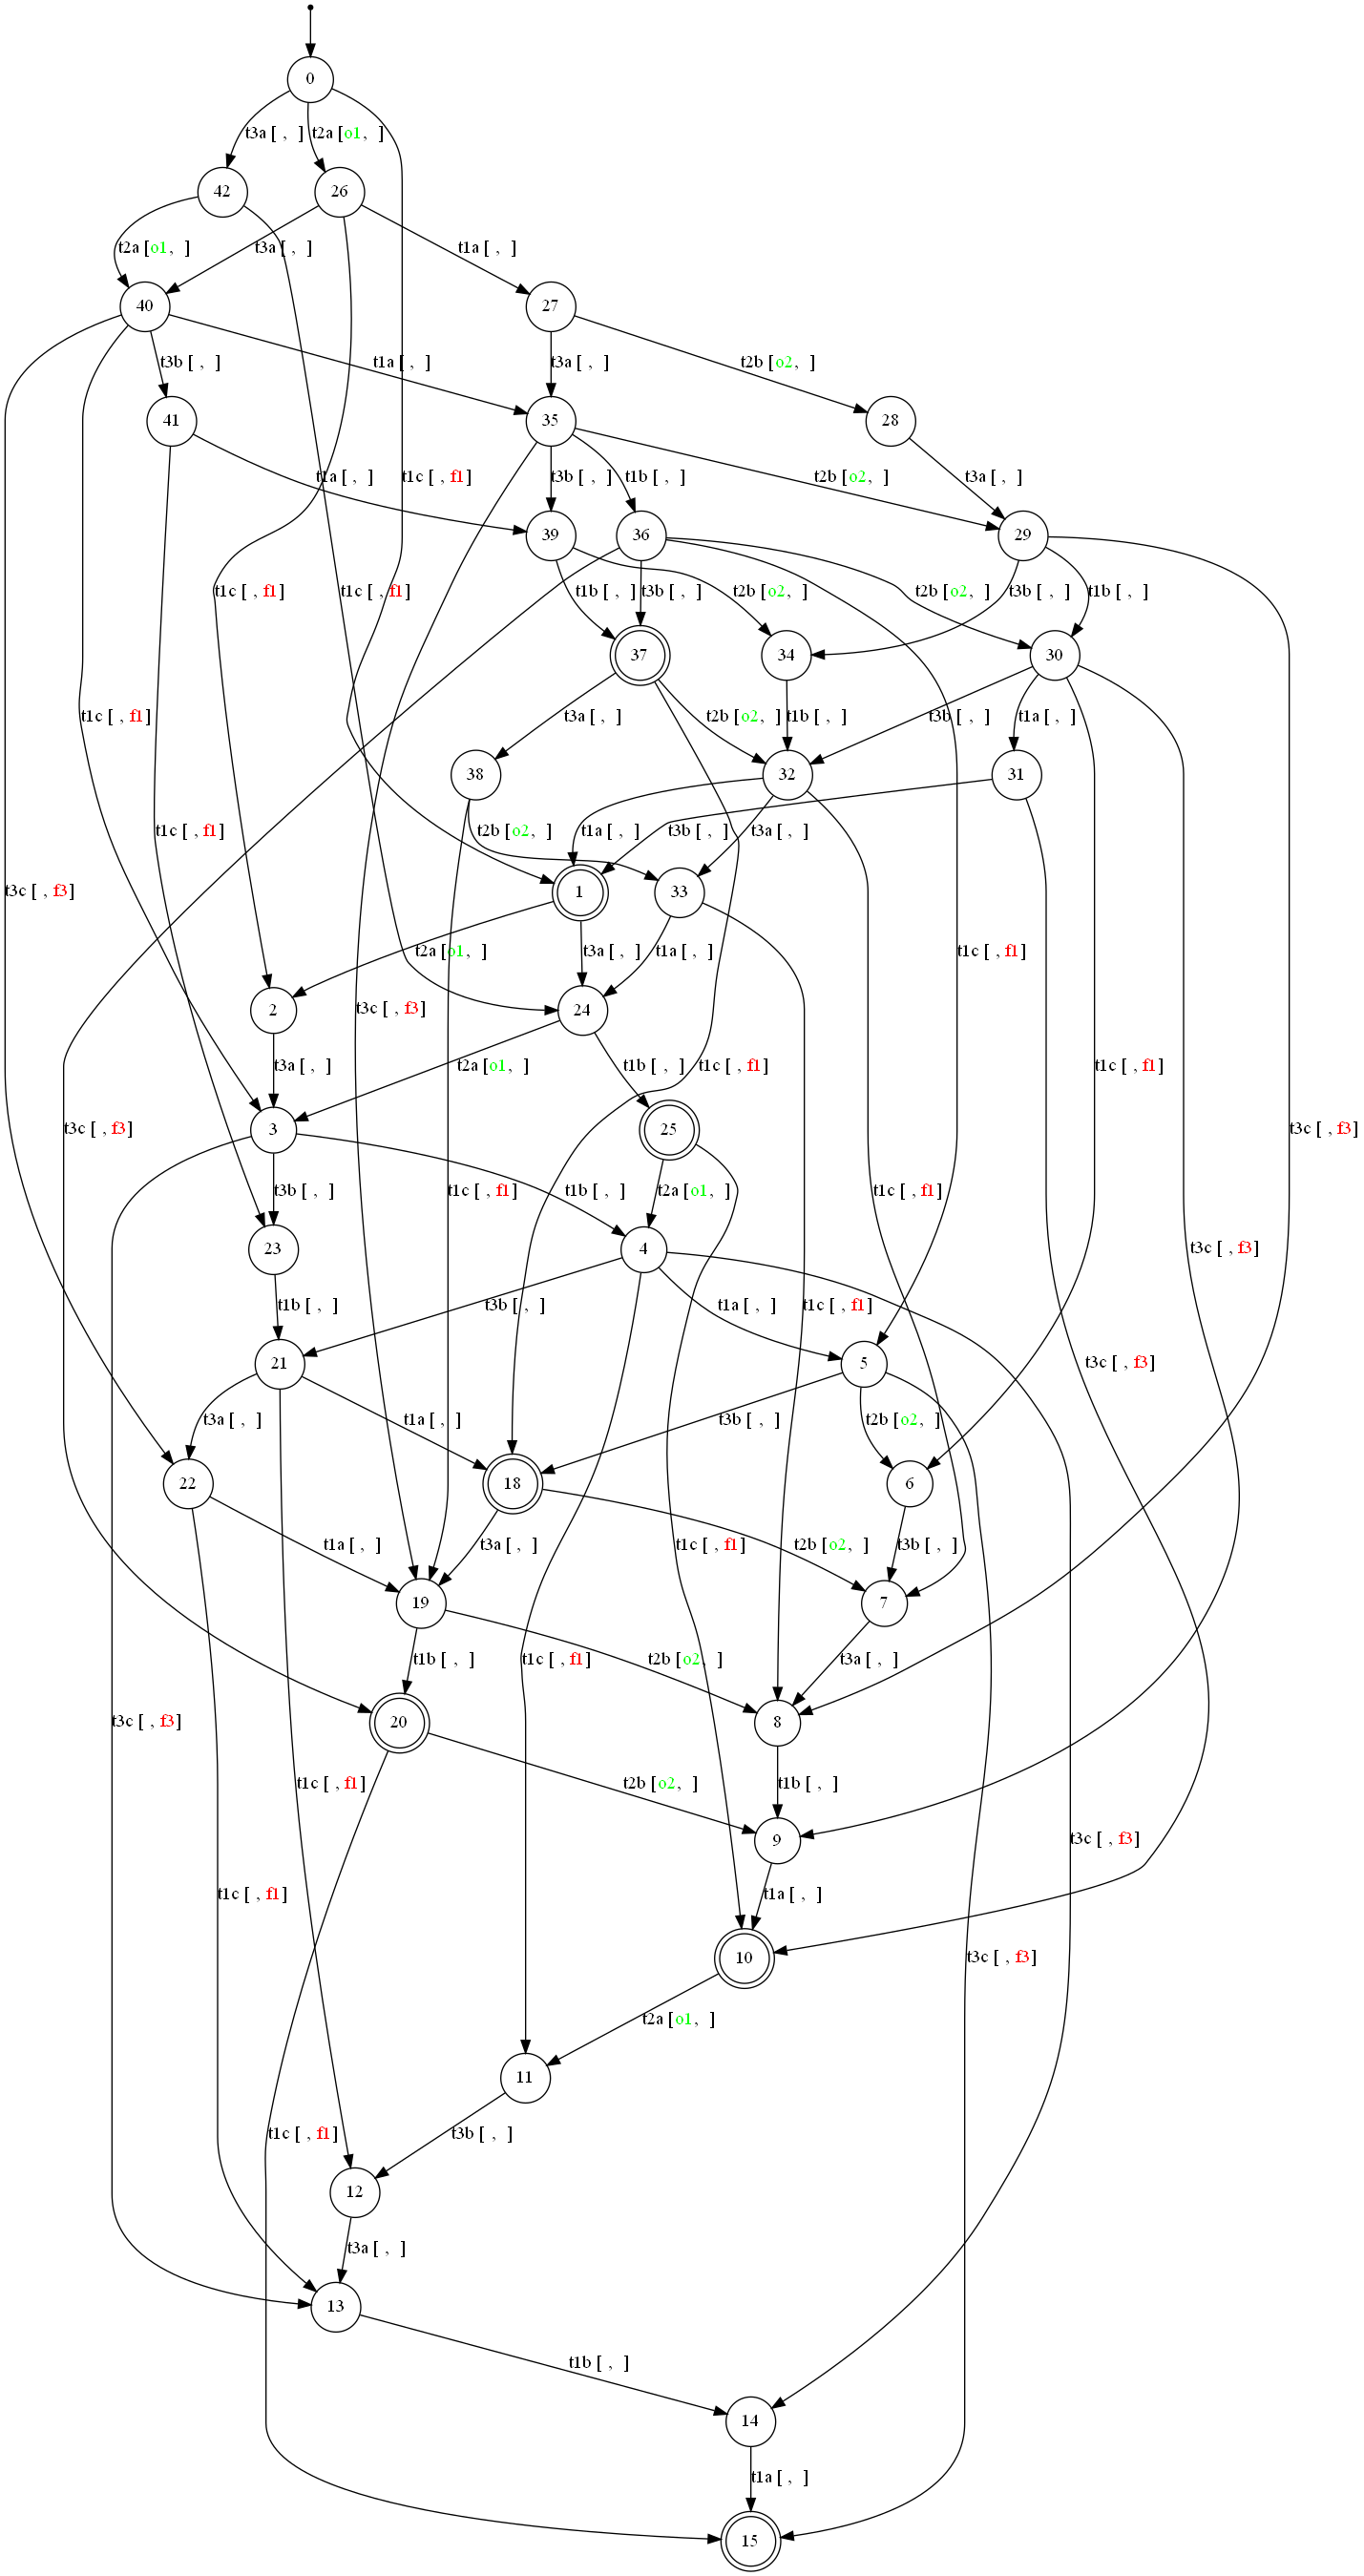 0
t3a [ , ] t2a [o1, ]
42 26
t2a [o1, ] t3a [ , ] t1a [ , ]
40 27
t3b [ , ] t1a [ , ] t3a [ , ] t2b [o2, ]
41 35 28
t1a [ , ] t1c [ , f1] t3b [ , ] t1b [ , ] t2b [o2, ] t3a [ , ]
39 36 29
t1c [ , f1] t1c [ , f1] t1b [ , ] t3b [ , ] t2b [o2, ] t2b [o2, ] t3b [ , ] t1b [ , ]
37 34 30
t1c [ , f1] t3a [ , ] t2b [o2, ] t1b [ , ] t3b [ , ] t1a [ , ]
38 32 31
t1c [ , f1] t2b [o2, ] t1a [ , ] t3b [ , ] t3a [ , ]
t3c [ , f3] 1 33
t2a [o1, ] t3a [ , ] t1a [ , ] t1c [ , f1]
2 24
t3a [ , ] t3c [ , f3] t2a [o1, ] t1b [ , ] t1c [ , f1] t1c [ , f1]
t3c [ , f3] 3 25 t3c [ , f3]
t3b [ , ] t1c [ , f1] t1b [ , ] t2a [o1, ] t1c [ , f1]
23 4 t3c [ , f3]
t1b [ , ] t3b [ , ] t1a [ , ] t1c [ , f1]
21 5 t3c [ , f3]
t3a [ , ] t1a [ , ] t3b [ , ] t2b [o2, ]
22 18 6
t1a [ , ] t3a [ , ] t1c [ , f1] t2b [o2, ] t3b [ , ]
19 7
t1b [ , ] t1c [ , f1] t2b [o2, ] t3a [ , ]
t3c [ , f3] 20 8
t1c [ , f1] t2b [o2, ] t1b [ , ]
9 t3c [ , f3]
t1c [ , f1] t1a [ , ]
10 t3c [ , f3]
t2a [o1, ]
11
t1c [ , f1] t3b [ , ]
12
t3a [ , ]
13
t1b [ , ]
14
t1a [ , ]
15